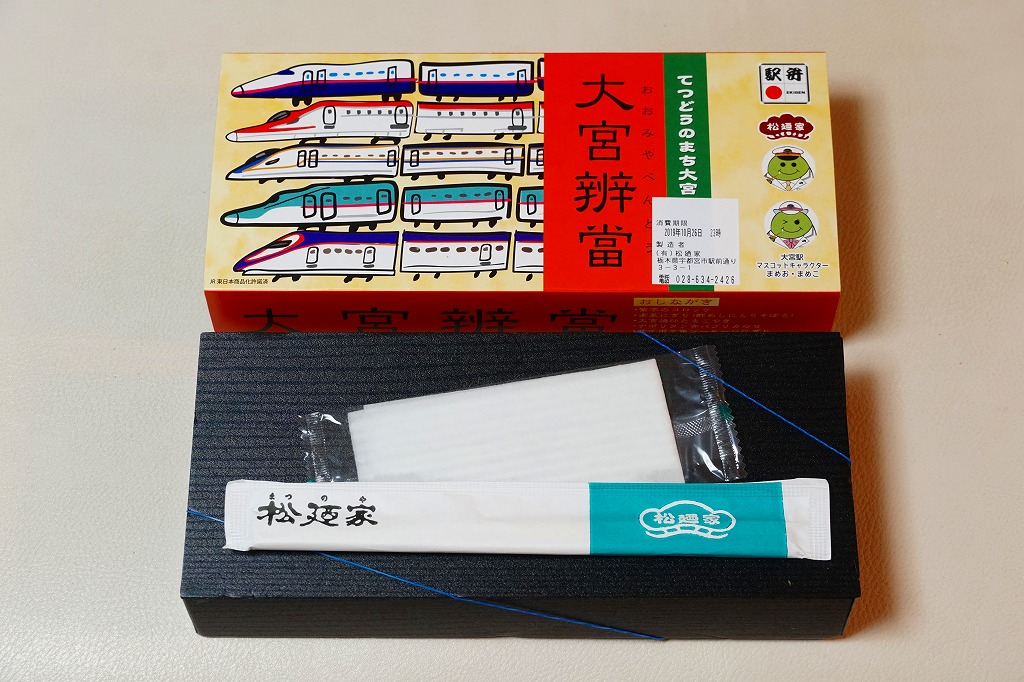 大宮辨當
おおみやべんとう
てつどうのまち大宮
駅弁
EKIBEN
松廼家
大宮駅
マスコットキャラクター
まめお・まめこ
消費期限
2019年10月26日 23時
製造者
(有)松廼家
栃木県宇都宮市駅前通り
3-3-1
電話 028-634-2426
JR東日本商品化許諾済
大宮辨當
おしながき
まつのや
松廼家
松廼家